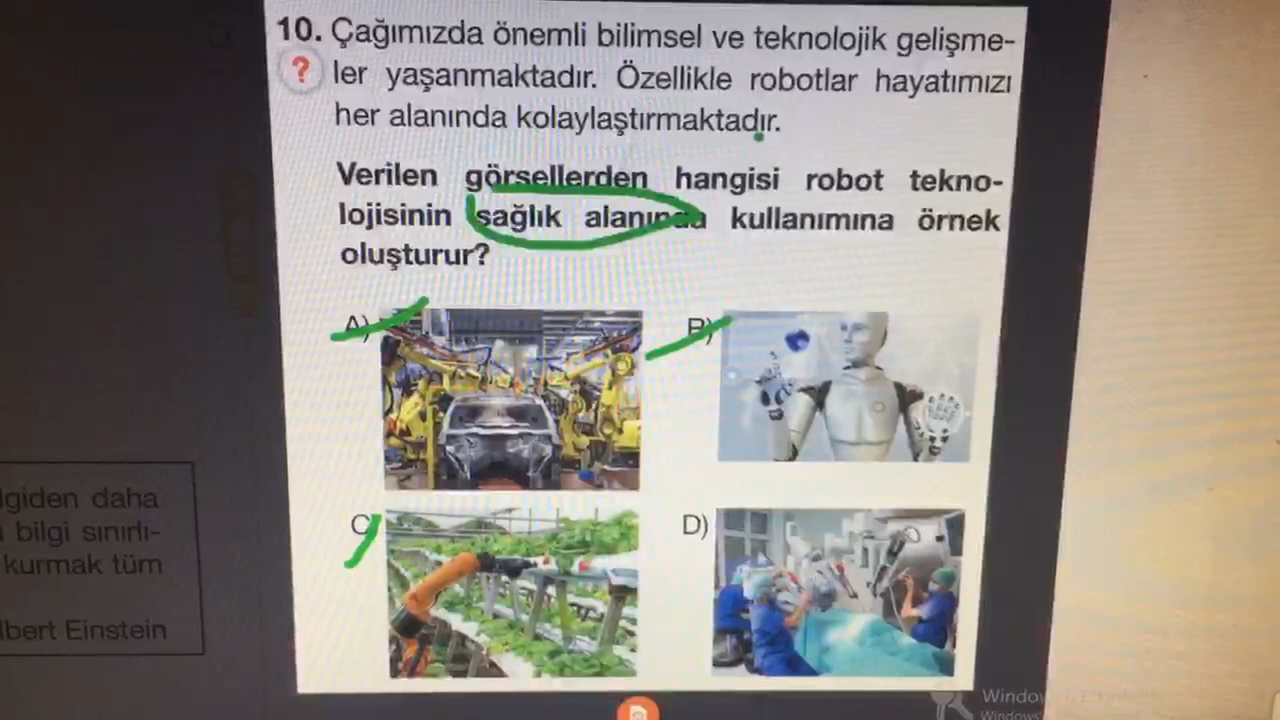 10. Çağımızda önemli bilimsel ve teknolojik gelişme-
? ler yaşanmaktadır. Özellikle robotlar hayatımızı
her alanında kolaylaştırmaktadır.
Verilen görsellerden hangisi robot tekno-
lojisinin sağlık alanında kullanımına örnek
oluşturur?
A)
B)
C)
D)
lgiden daha
bilgi sınırlı-
kurmak tüm
lbert Einstein
Windows